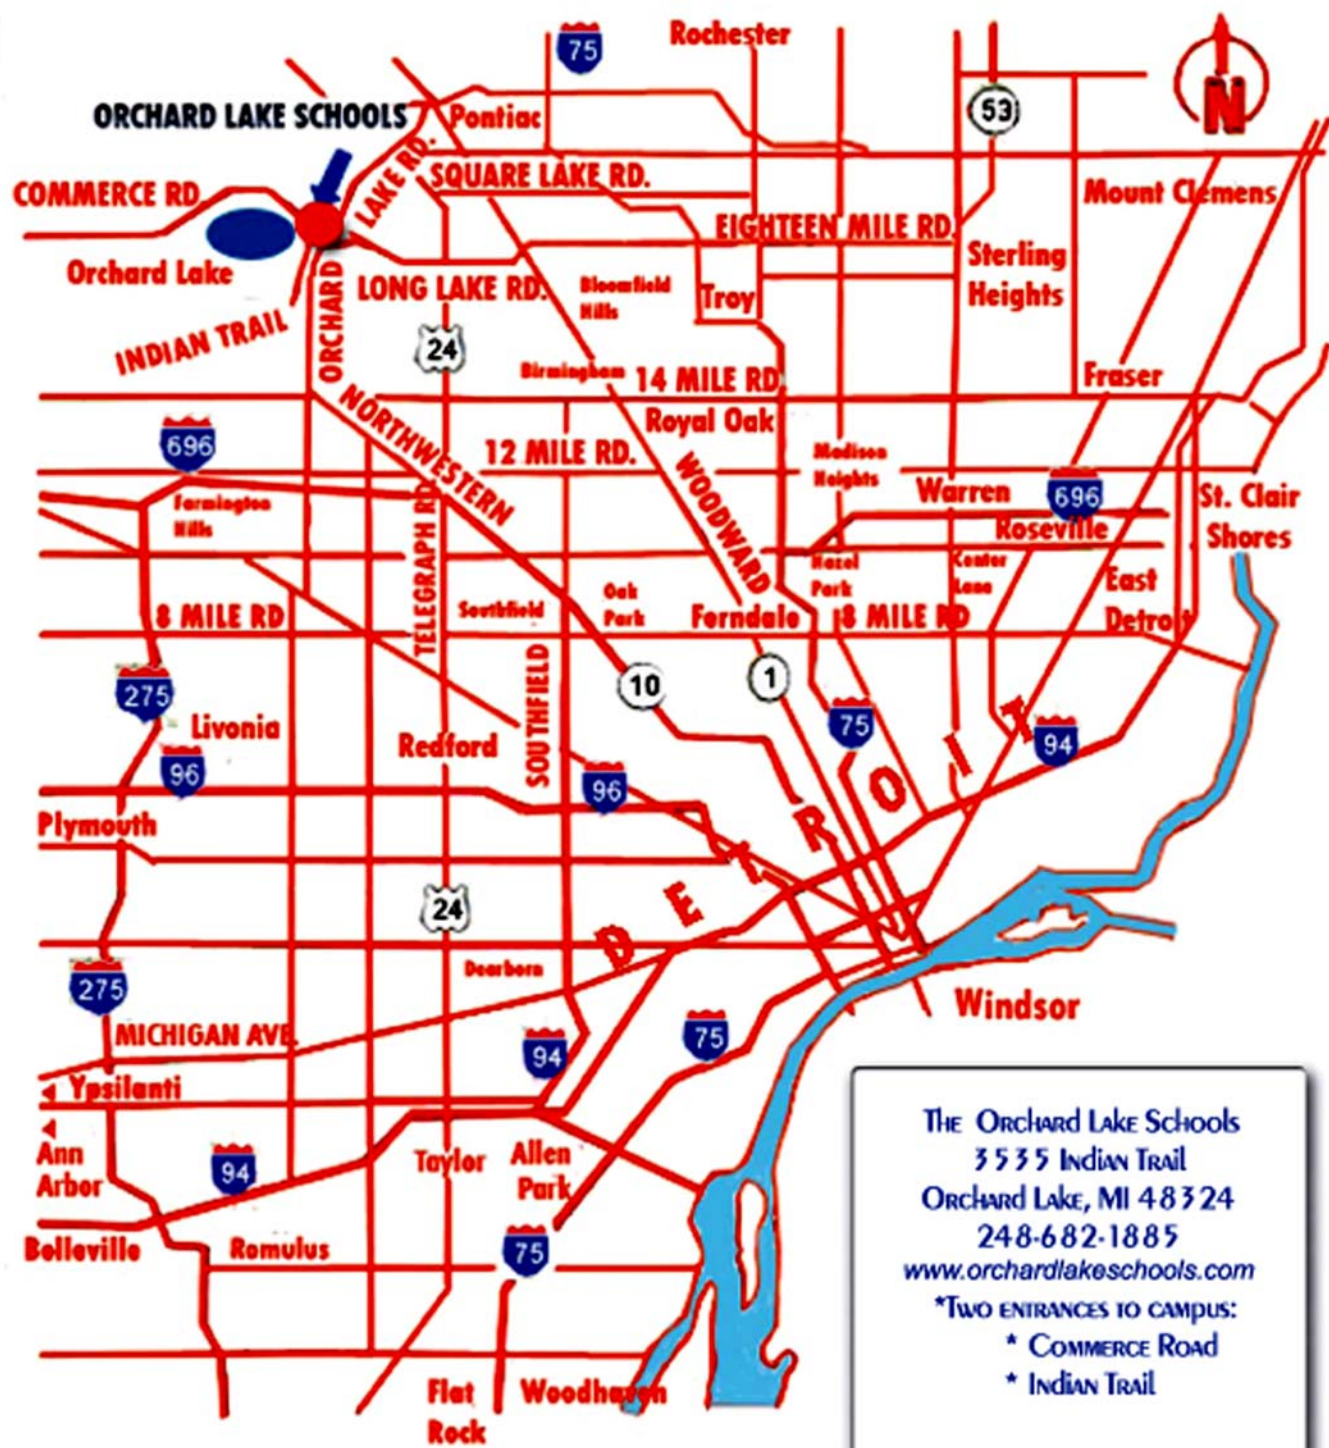 75
Rochester
ORCHARD LAKE SCHOOLS
Pontiac
53
N
COMMERCE RD.
LAKE RD.
SQUARE LAKE RD.
Mount Clemens
EIGHTEEN MILE RD.
Orchard Lake
Sterling
Heights
LONG LAKE RD.
Bloomfield
Hills
Troy
INDIAN TRAIL
ORCHARD
24
Birmingham
14 MILE RD.
Fraser
NORTHWESTERN
Royal Oak
696
12 MILE RD.
Madison
Heights
WOODWARD
Warren
696
St. Clair
Shores
Farmington
Hills
Roseville
TELEGRAPH RD.
Hazel
Park
Center
Line
East
Detroit
8 MILE RD
Southfield
Oak
Park
Ferndale
8 MILE RD
275
SOUTHFIELD
10
1
75
94
Livonia
96
Redford
96
Plymouth
DETROIT
24
275
Dearborn
Windsor
MICHIGAN AVE.
94
75
Ypsilanti
Ann
Arbor
94
Taylor
Allen
Park
Belleville
Romulus
75
Flat
Rock
Woodhaven
The Orchard Lake Schools
3535 Indian Trail
Orchard Lake, MI 48324
248-682-1885
www.orchardlakeschools.com
*Two entrances to campus:
* Commerce Road
* Indian Trail